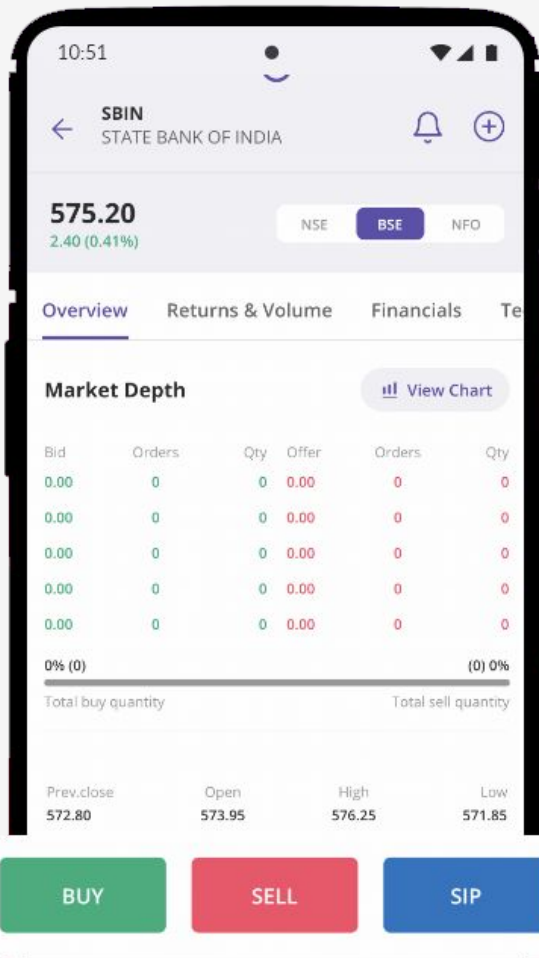 10:51
SBIN
STATE BANK OF INDIA
575.20
2.40 (0.41%)
NSE BSE NFO
Overview Returns & Volume Financials Te
Market Depth View Chart
Bid Orders Qty Offer Orders Qty
0.00 0 0 0.00 0 0
0.00 0 0 0.00 0 0
0.00 0 0 0.00 0 0
0.00 0 0 0.00 0 0
0.00 0 0 0.00 0 0
0% (0) (0) 0%
Total buy quantity Total sell quantity
Prev.close Open High Low
572.80 573.95 576.25 571.85
BUY SELL SIP